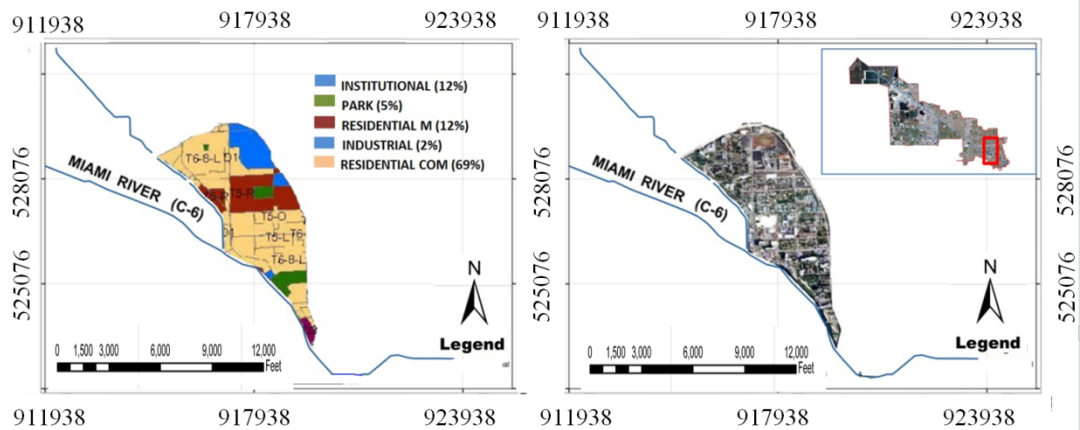 911938 917938 923938
911938 917938 923938
INSTITUTIONAL (12%)
PARK (5%)
RESIDENTIAL M (12%)
INDUSTRIAL (2%)
RESIDENTIAL COM (69%)
528076
525076
MIAMI RIVER (C-6)
T6-8-L D1
T5-R
T5-O
D1
T5-L T6-
T6-8-L
N
Legend
0 1,500 3,000 6,000 9,000 12,000
Feet
911938 917938 923938
MIAMI RIVER (C-6)
N
Legend
0 1,500 3,000 6,000 9,000 12,000
Feet
528076
525076
911938 917938 923938